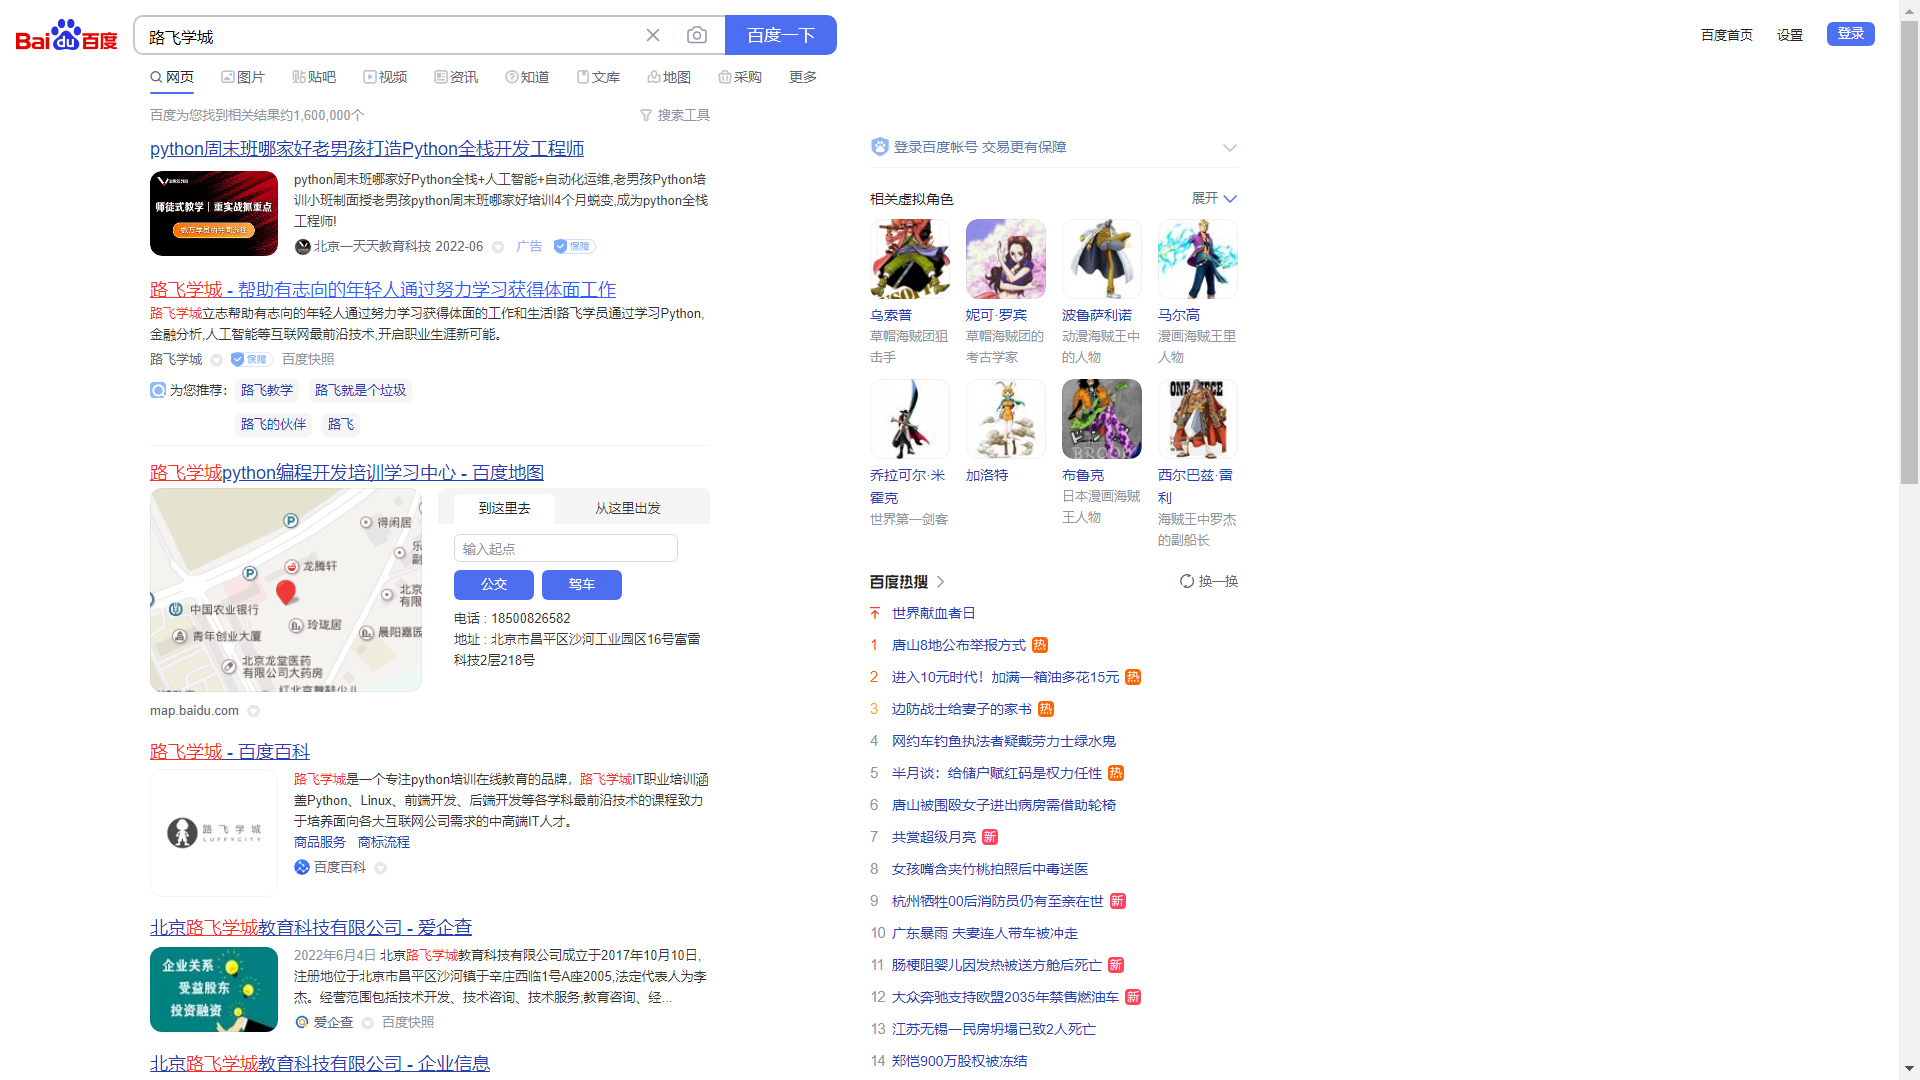 Bai du 百度
路飞学城
百度一下
百度首页
设置
登录
网页
图片
贴吧
视频
资讯
知道
文库
地图
采购
更多
百度为您找到相关结果约1,600,000个
搜索工具
python周末班哪家好老男孩打造Python全栈开发工程师
师徒式教学|重实战抓重点
数万学员的共同选择
python周末班哪家好Python全栈+人工智能+自动化运维,老男孩Python培
训小班制面授老男孩python周末班哪家好培训4个月蜕变,成为python全栈
工程师!
北京一天天教育科技 2022-06 广告 保障
路飞学城 - 帮助有志向的年轻人通过努力学习获得体面工作
路飞学城立志帮助有志向的年轻人通过努力学习获得体面的工作和生活!路飞学员通过学习Python,
金融分析,人工智能等互联网最前沿技术,开启职业生涯新可能。
路飞学城 保障 百度快照
为您推荐: 路飞教学 路飞就是个垃圾
路飞的伙伴 路飞
路飞学城python编程开发培训学习中心 - 百度地图
得闲居
龙腾轩
中国农业银行
青年创业大厦
玲珑居
晨阳嘉园
北京龙堂医药
有限公司大药房
到这里去
从这里出发
输入起点
公交
驾车
电话 : 18500826582
地址 : 北京市昌平区沙河工业园区16号富雷
科技2层218号
map.baidu.com
路飞学城 - 百度百科
路飞学城
LUFFYCITY
路飞学城是一个专注python培训在线教育的品牌，路飞学城IT职业培训涵
盖Python、Linux、前端开发、后端开发等各学科最前沿技术的课程致力
于培养面向各大互联网公司需求的中高端IT人才。
商品服务 商标流程
百度百科
北京路飞学城教育科技有限公司 - 爱企查
企业关系
受益股东
投资融资
2022年6月4日 北京路飞学城教育科技有限公司成立于2017年10月10日,
注册地位于北京市昌平区沙河镇于辛庄西临1号A座2005,法定代表人为李
杰。经营范围包括技术开发、技术咨询、技术服务;教育咨询、经...
爱企查 百度快照
北京路飞学城教育科技有限公司 - 企业信息
登录百度帐号 交易更有保障
相关虚拟角色
展开
乌索普
草帽海贼团狙
击手
妮可·罗宾
草帽海贼团的
考古学家
波鲁萨利诺
动漫海贼王中
的人物
马尔高
漫画海贼王里
人物
ONE PIECE
乔拉可尔·米
霍克
世界第一剑客
加洛特
布鲁克
日本漫画海贼
王人物
西尔巴兹·雷
利
海贼王中罗杰
的副船长
百度热搜
换一换
世界献血者日
1 唐山8地公布举报方式 热
2 进入10元时代！加满一箱油多花15元 热
3 边防战士给妻子的家书 热
4 网约车钓鱼执法者疑戴劳力士绿水鬼
5 半月谈：给储户赋红码是权力任性 热
6 唐山被围殴女子进出病房需借助轮椅
7 共赏超级月亮 新
8 女孩嘴含夹竹桃拍照后中毒送医
9 杭州牺牲00后消防员仍有至亲在世 新
10 广东暴雨 夫妻连人带车被冲走
11 肠梗阻婴儿因发热被送方舱后死亡 新
12 大众奔驰支持欧盟2035年禁售燃油车 新
13 江苏无锡一民房坍塌已致2人死亡
14 郑恺900万股权被冻结